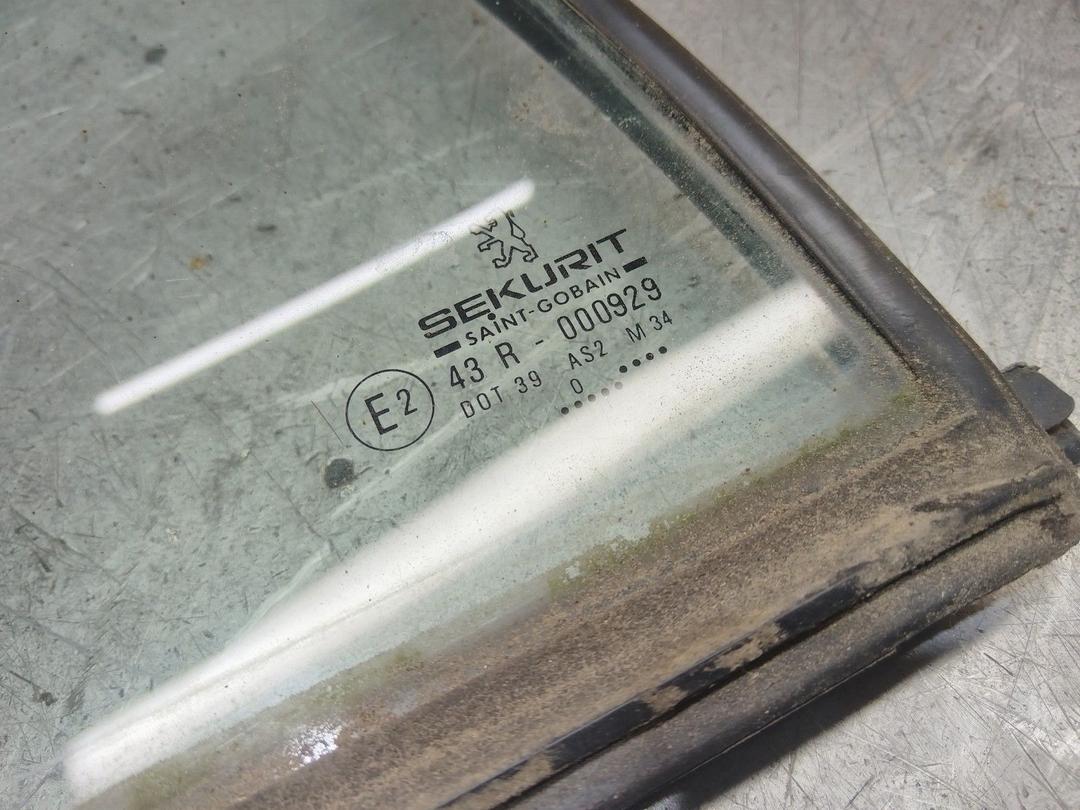 SEKURIT
SAINT-GOBAIN
43 R - 000929
DOT 39 AS2 M 34
0
E2